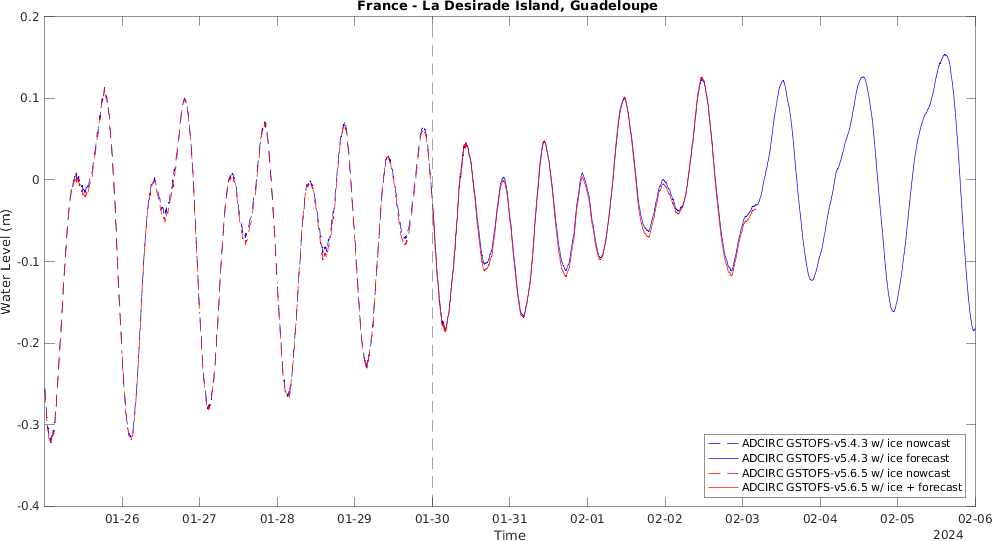 France - La Desirade Island, Guadeloupe
0.2
0.1
0
-0.1
-0.2
-0.3
-0.4
Water Level (m)
ADCIRC GSTOFS-v5.4.3 w/ ice nowcast
ADCIRC GSTOFS-v5.4.3 w/ ice forecast
ADCIRC GSTOFS-v5.6.5 w/ ice nowcast
ADCIRC GSTOFS-v5.6.5 w/ ice + forecast
01-26 01-27 01-28 01-29 01-30 01-31 02-01 02-02 02-03 02-04 02-05 02-06
Time
2024